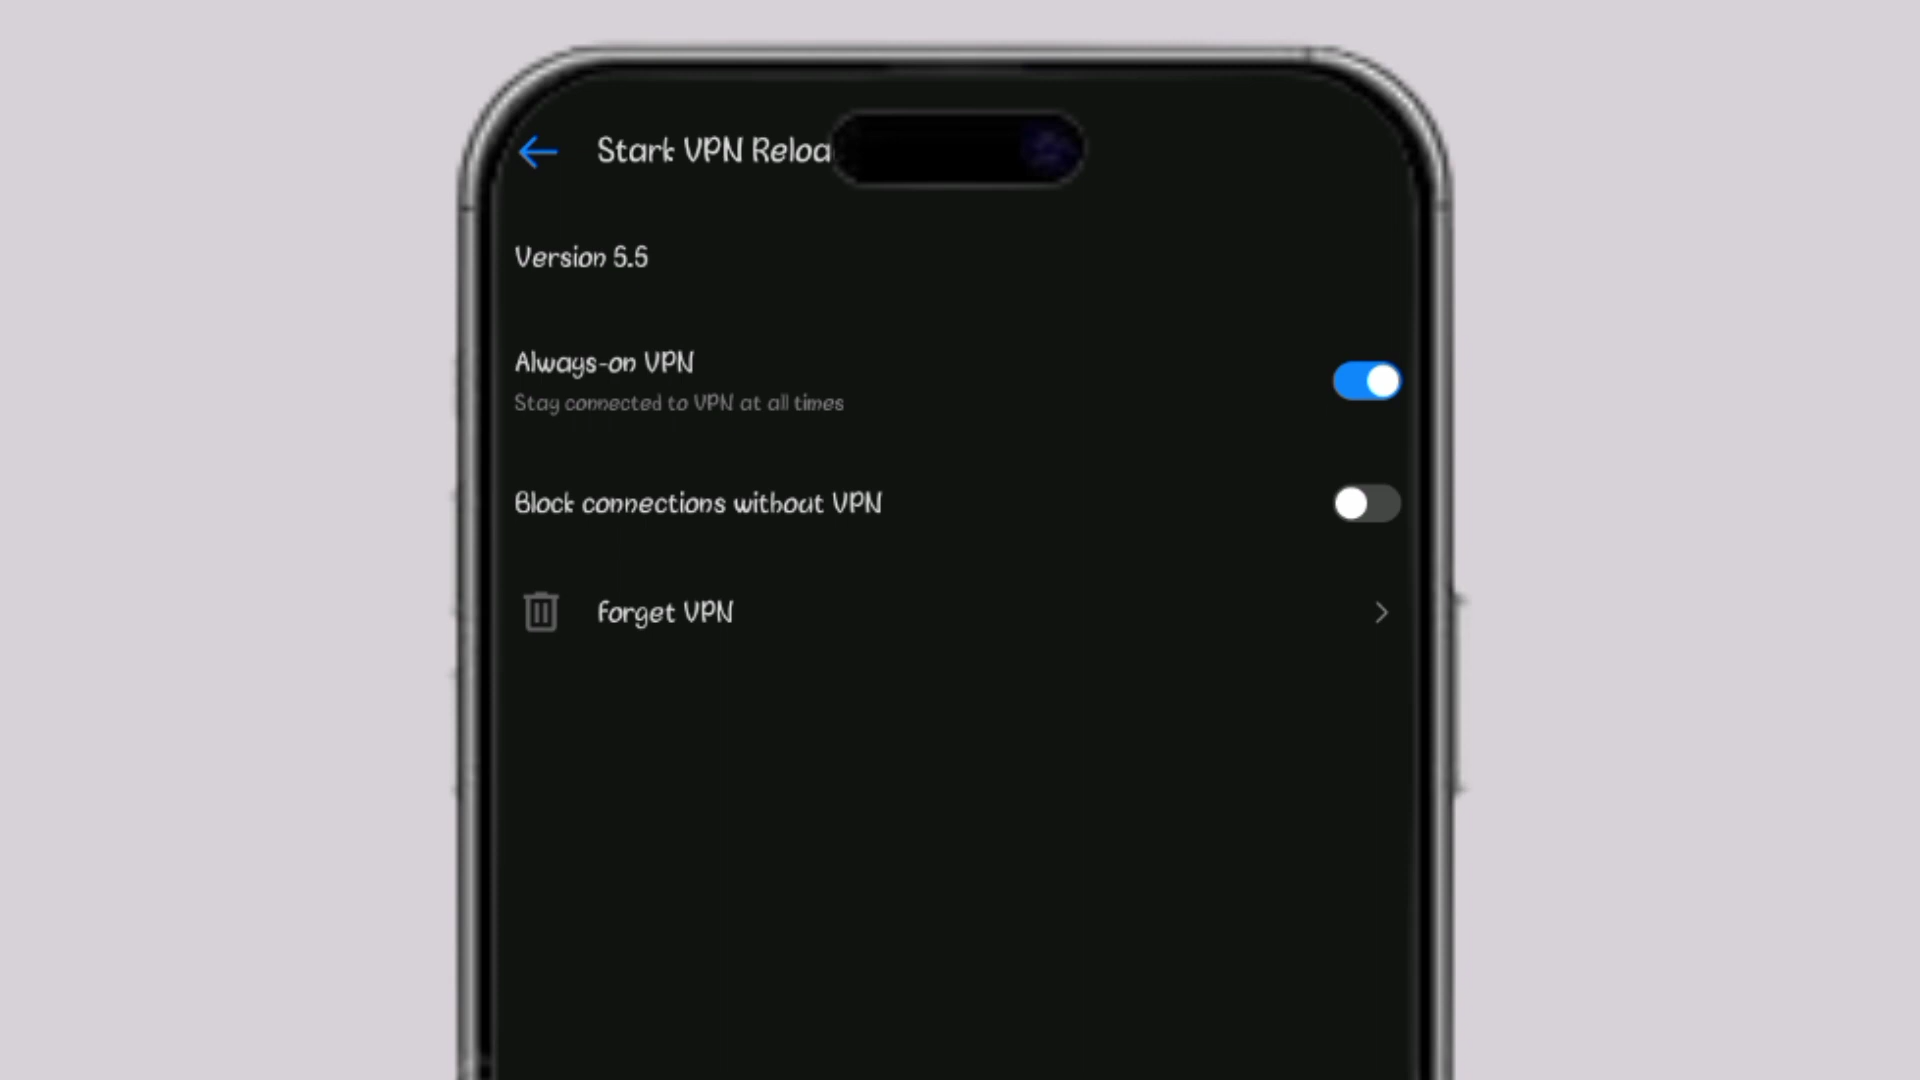 Stark VPN Reloa
Version 5.5
Always-on VPN
Stay connected to VPN at all times
Block connections without VPN
Forget VPN